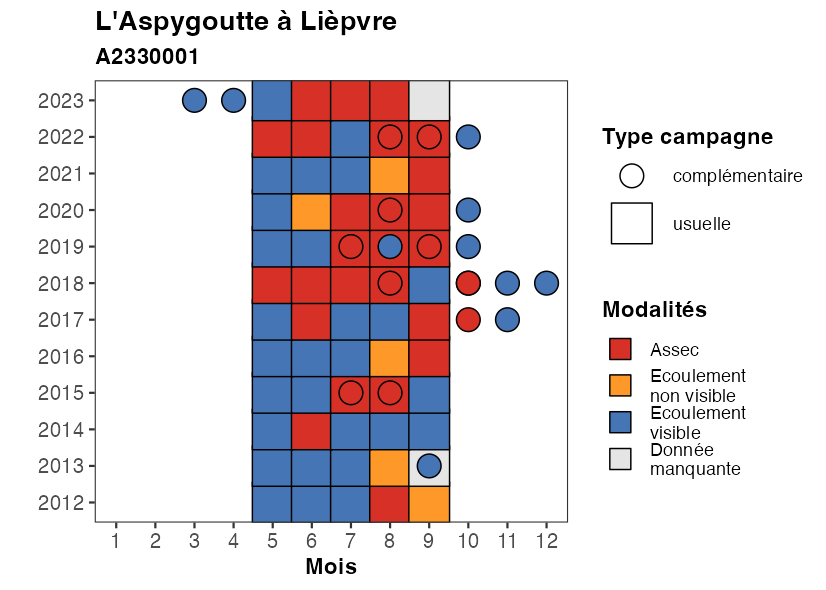 L'Aspygoutte à Lièpvre
A2330001
2023
2022
2021
2020
2019
2018
2017
2016
2015
2014
2013
2012
1 2 3 4 5 6 7 8 9 10 11 12
Mois
Type campagne
complémentaire
usuelle
Modalités
Assec
Ecoulement
non visible
Ecoulement
visible
Donnée
manquante